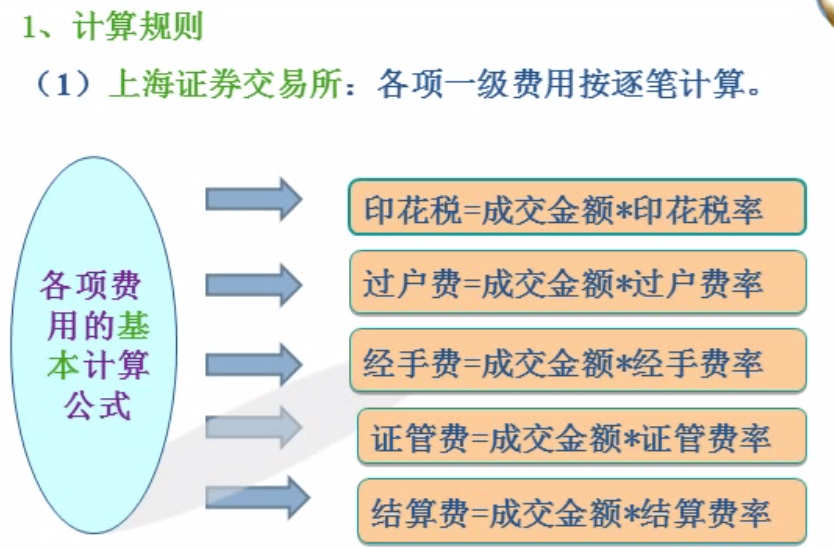 1、计算规则
（1）上海证券交易所：各项一级费用按逐笔计算。
各项费
用的基
本计算
公式
印花税=成交金额*印花税率
过户费=成交金额*过户费率
经手费=成交金额*经手费率
证管费=成交金额*证管费率
结算费=成交金额*结算费率